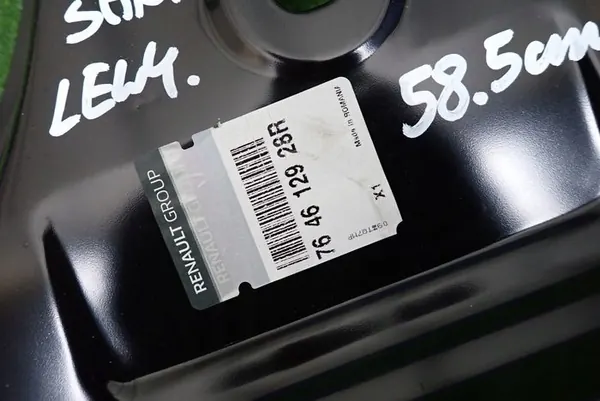 LEWY.
58.5cm
RENAULT GROUP
76 46 129 28R
Made in ROMANIA
X1